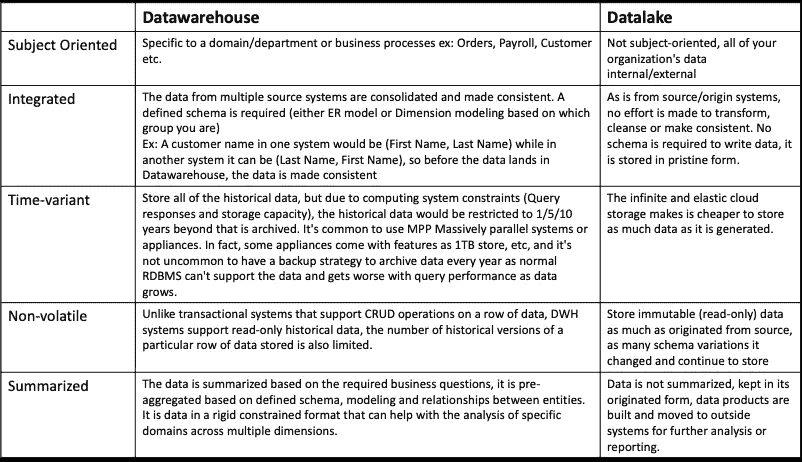 Datawarehouse
Datalake
Subject Oriented
Specific to a domain/department or business processes ex: Orders, Payroll, Customer
etc.
Not subject-oriented, all of your
organization's data
internal/external
Integrated
The data from multiple source systems are consolidated and made consistent. A
defined schema is required (either ER model or Dimension modeling based on which
group you are)
Ex: A customer name in one system would be (First Name, Last Name) while in
another system it can be (Last Name, First Name), so before the data lands in
Datawarehouse, the data is made consistent
As is from source/origin systems,
no effort is made to transform,
cleanse or make consistent. No
schema is required to write data, it
is stored in pristine form.
Time-variant
Store all of the historical data, but due to computing system constraints (Query
responses and storage capacity), the historical data would be restricted to 1/5/10
years beyond that is archived. It's common to use MPP Massively parallel systems or
appliances. In fact, some appliances come with features as 1TB store, etc, and it's
not uncommon to have a backup strategy to archive data every year as normal
RDBMS can't support the data and gets worse with query performance as data
grows.
The infinite and elastic cloud
storage makes is cheaper to store
as much data as it is generated.
Non-volatile
Unlike transactional systems that support CRUD operations on a row of data, DWH
systems support read-only historical data, the number of historical versions of a
particular row of data stored is also limited.
Store immutable (read-only) data
as much as originated from source,
as many schema variations it
changed and continue to store
Summarized
The data is summarized based on the required business questions, it is pre-
aggregated based on defined schema, modeling and relationships between entities.
It is data in a rigid constrained format that can help with the analysis of specific
domains across multiple dimensions.
Data is not summarized, kept in its
originated form, data products are
built and moved to outside
systems for further analysis or
reporting.